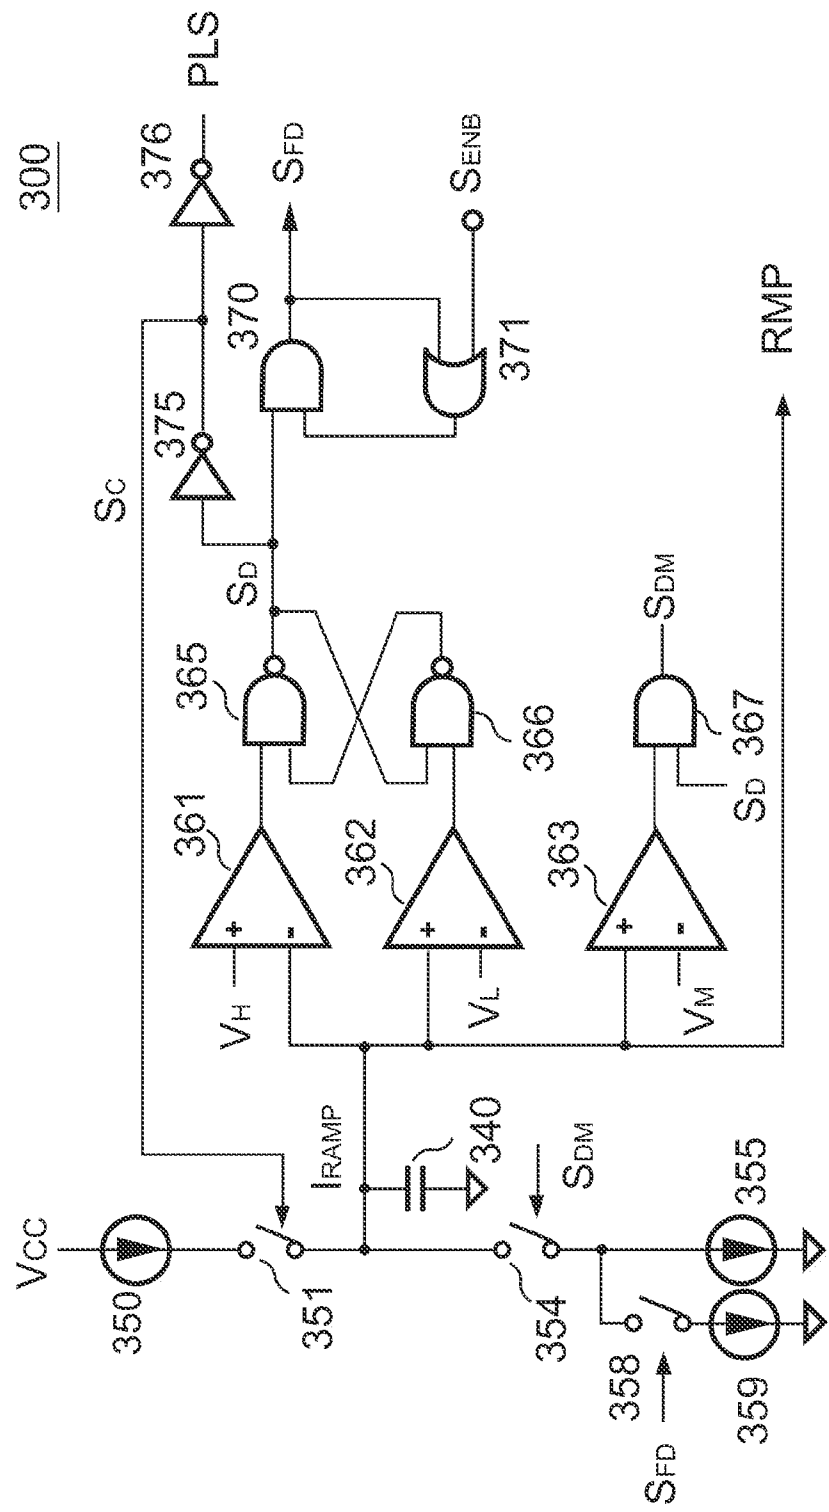 300
VCC
350
351
SC
IRAMP
340
354
SDM
358
SFD
359
355
VH
361
+
-
VL
362
+
-
VM
363
+
-
365
366
SD
SD
367
SDM
375
376
PLS
370
SFD
371
SENB
RMP